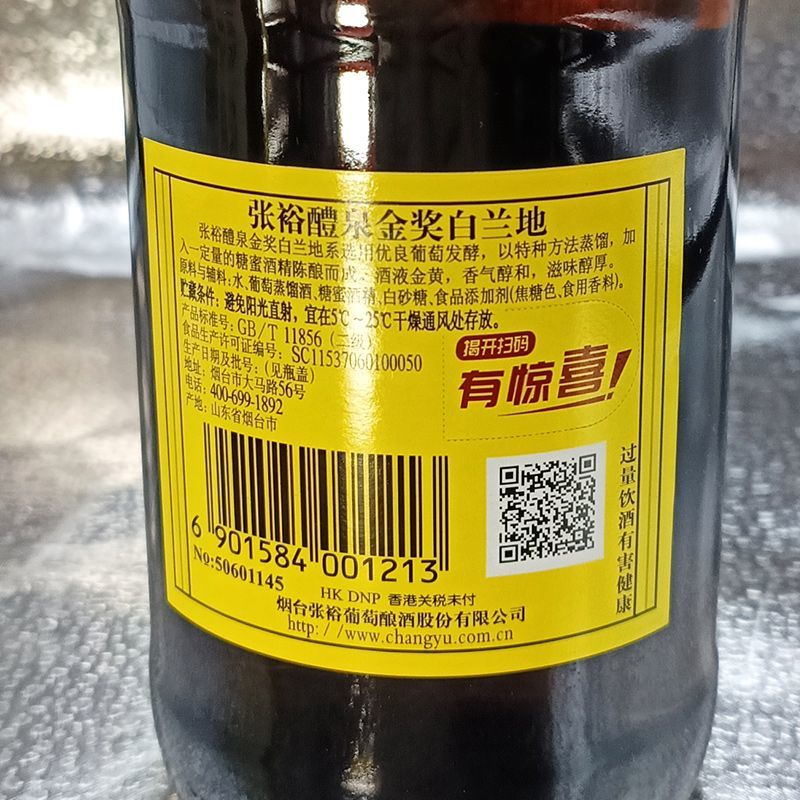 张裕醴泉金奖白兰地
张裕醴泉金奖白兰地系选用优良葡萄发酵，以特种方法蒸馏，加
入一定量的糖蜜酒精陈酿而成。酒液金黄，香气醇和，滋味醇厚。
原料与辅料：水、葡萄蒸馏酒、糖蜜酒精、白砂糖、食品添加剂(焦糖色、食用香料)。
贮藏条件：避免阳光直射，宜在5℃~25℃干燥通风处存放。
产品标准号：GB/T 11856（二级）
食品生产许可证编号：SC11537060100050
生产日期及批号：（见瓶盖）
地址：烟台市大马路56号
电话：400-699-1892
产地：山东省烟台市
揭开扫码
有惊喜！
过量饮酒有害健康
6 901584 001213
No:50601145
HK DNP 香港关税未付
烟台张裕葡萄酿酒股份有限公司
http://www.changyu.com.cn